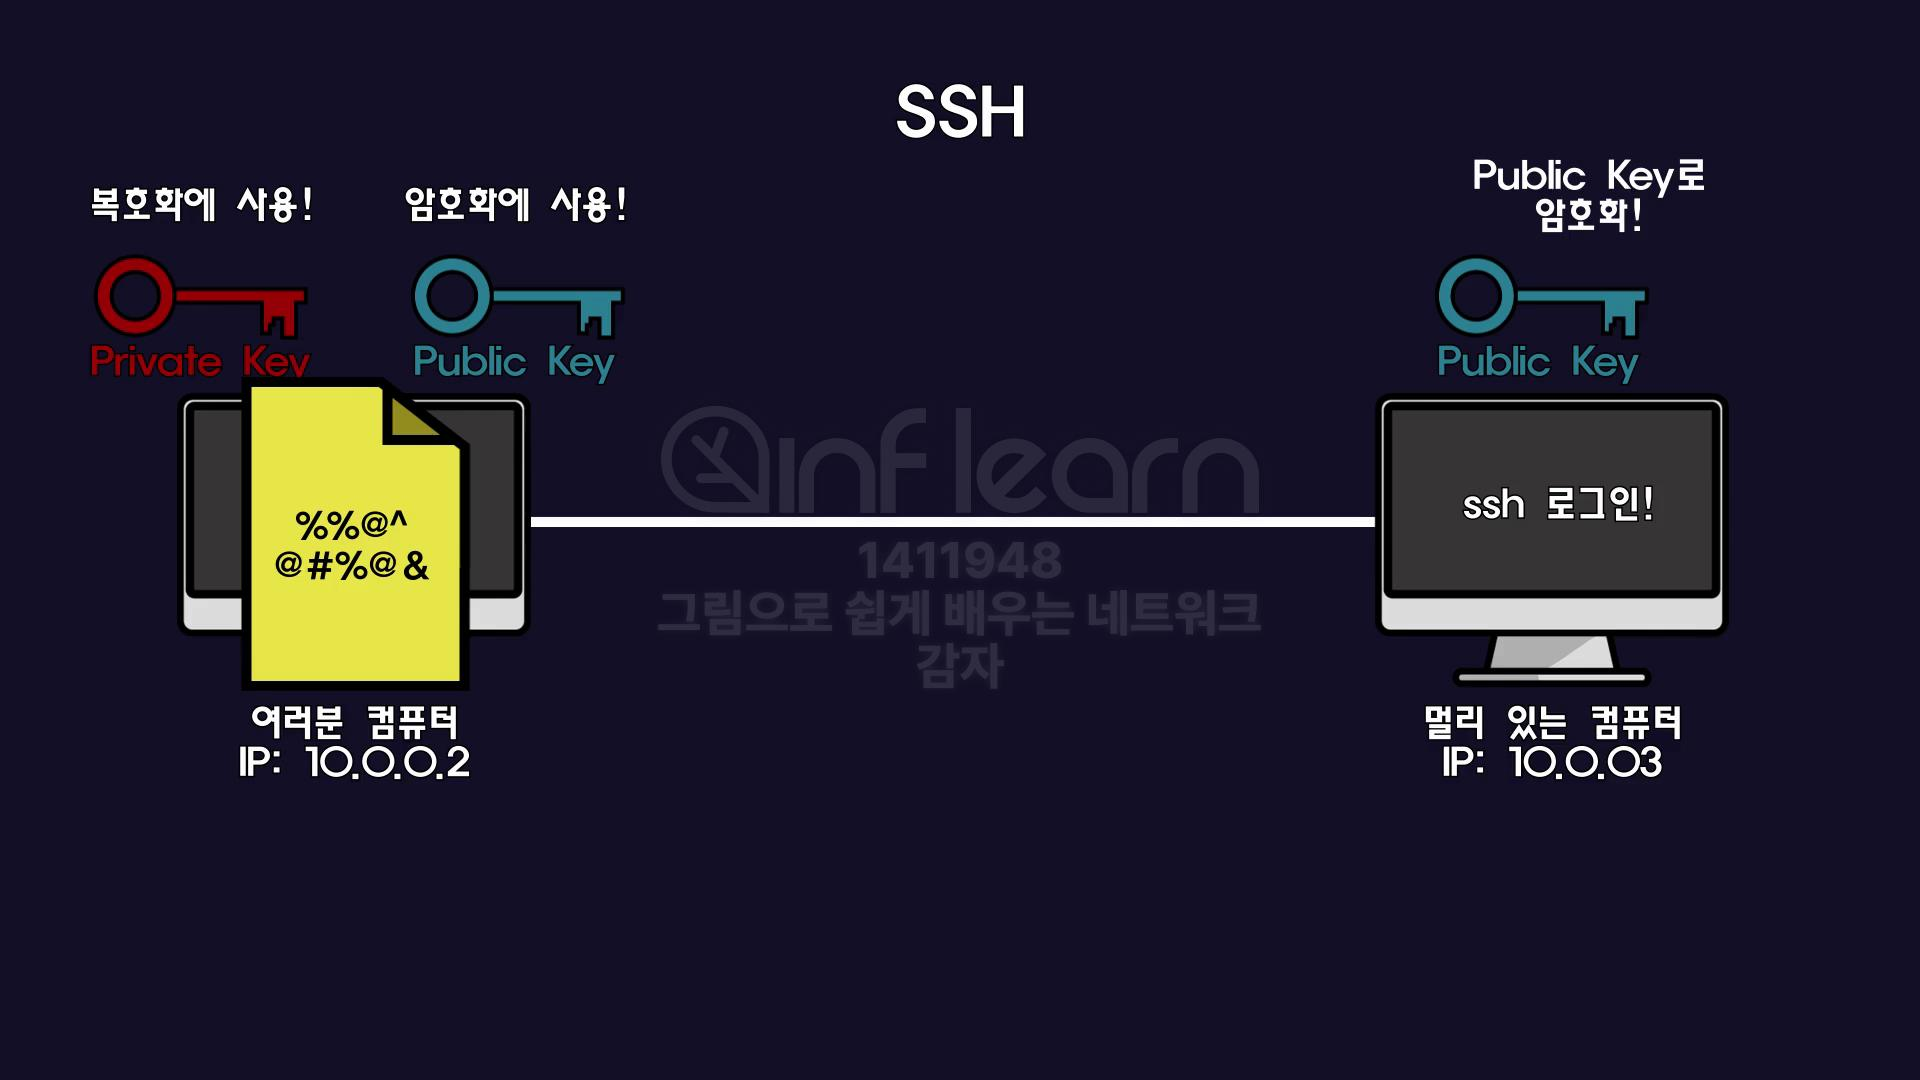 SSH
복호화에 사용!
암호화에 사용!
Public Key로
암호화!
Private Key
Public Key
Public Key
%%@^
@#%@&
ssh 로그인!
inflearn
1411948
그림으로 쉽게 배우는 네트워크
감자
여러분 컴퓨터
IP: 10.0.0.2
멀리 있는 컴퓨터
IP: 10.0.03